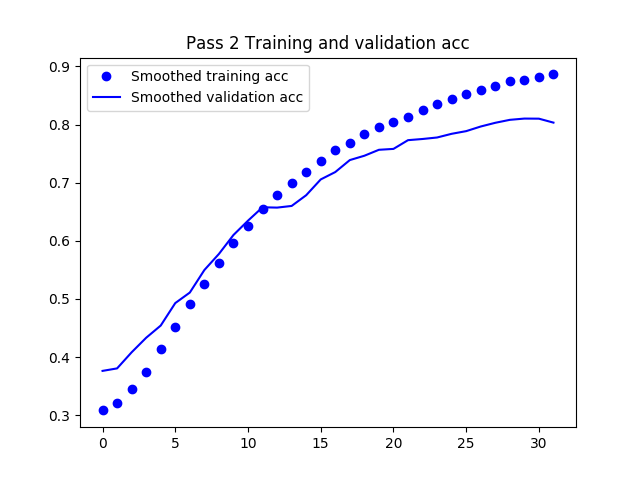 Pass 2 Training and validation acc
Smoothed training acc
Smoothed validation acc
0.9
0.8
0.7
0.6
0.5
0.4
0.3
0 5 10 15 20 25 30